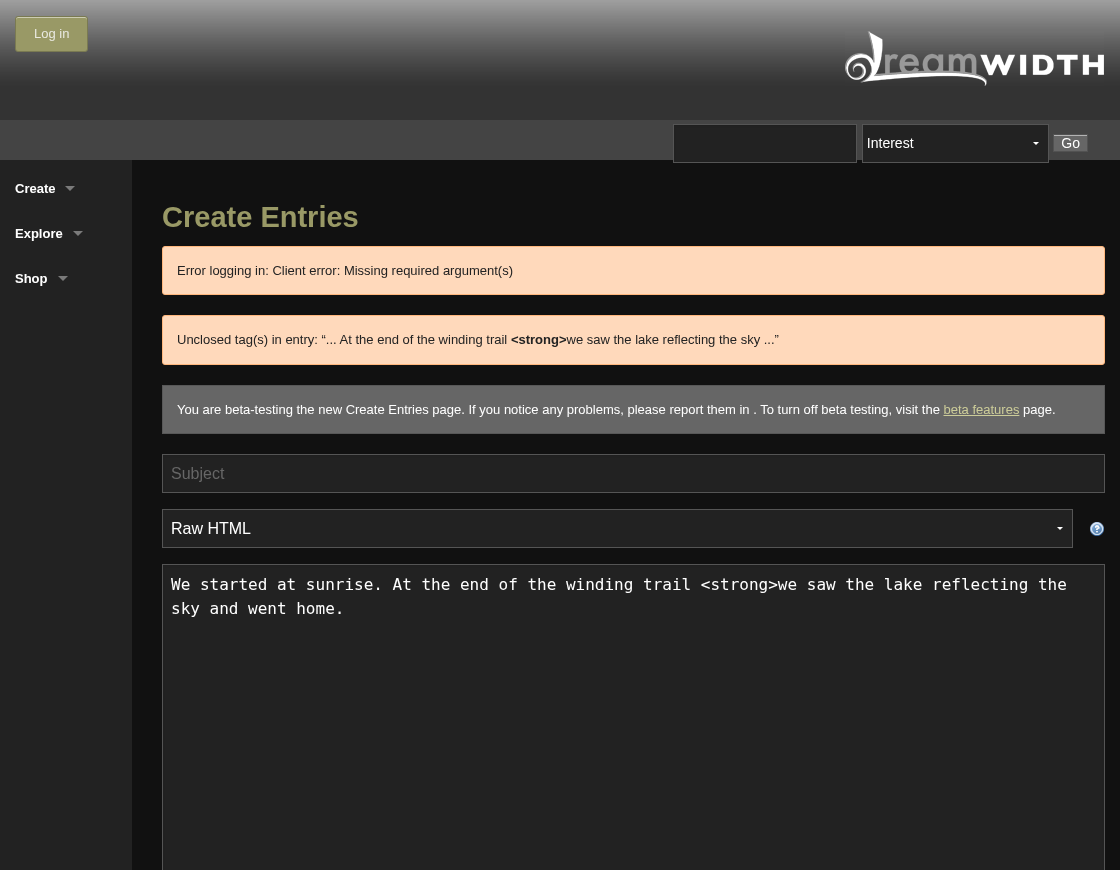 Log in
dreamWIDTH
Interest
Go
Create
Explore
Shop
Create Entries
Error logging in: Client error: Missing required argument(s)
Unclosed tag(s) in entry: “... At the end of the winding trail <strong>we saw the lake reflecting the sky ...”
You are beta-testing the new Create Entries page. If you notice any problems, please report them in . To turn off beta testing, visit the beta features page.
Subject
Raw HTML
?
We started at sunrise. At the end of the winding trail <strong>we saw the lake reflecting the
sky and went home.